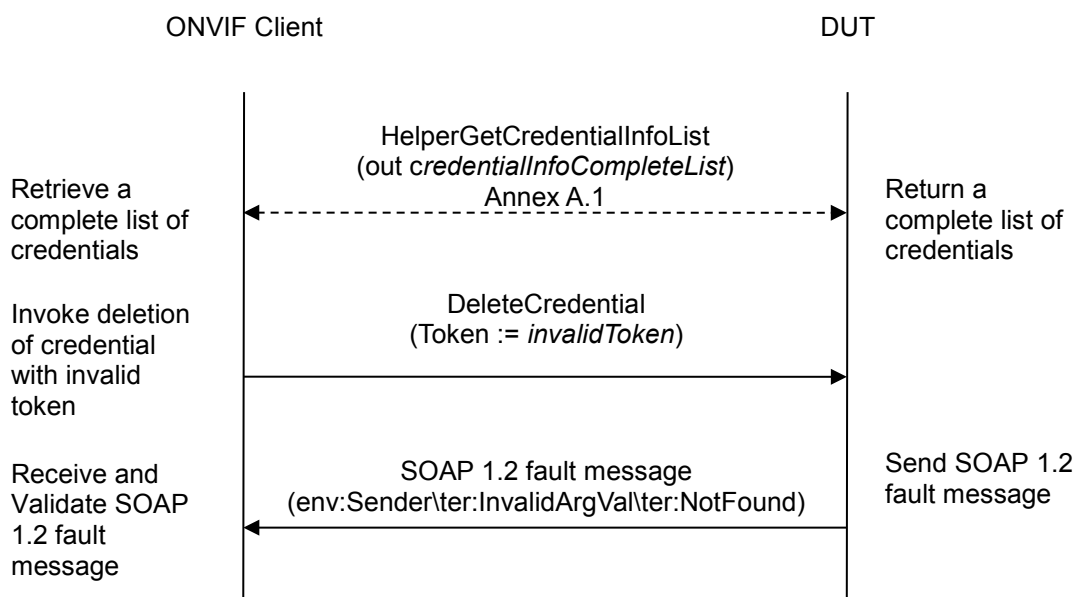 ONVIF Client
DUT
HelperGetCredentialInfoList
(out credentialInfoCompleteList)
Annex A.1
Retrieve a
complete list of
credentials
Return a
complete list of
credentials
DeleteCredential
(Token := invalidToken)
Invoke deletion
of credential
with invalid
token
SOAP 1.2 fault message
(env:Sender\ter:InvalidArgVal\ter:NotFound)
Receive and
Validate SOAP
1.2 fault
message
Send SOAP 1.2
fault message